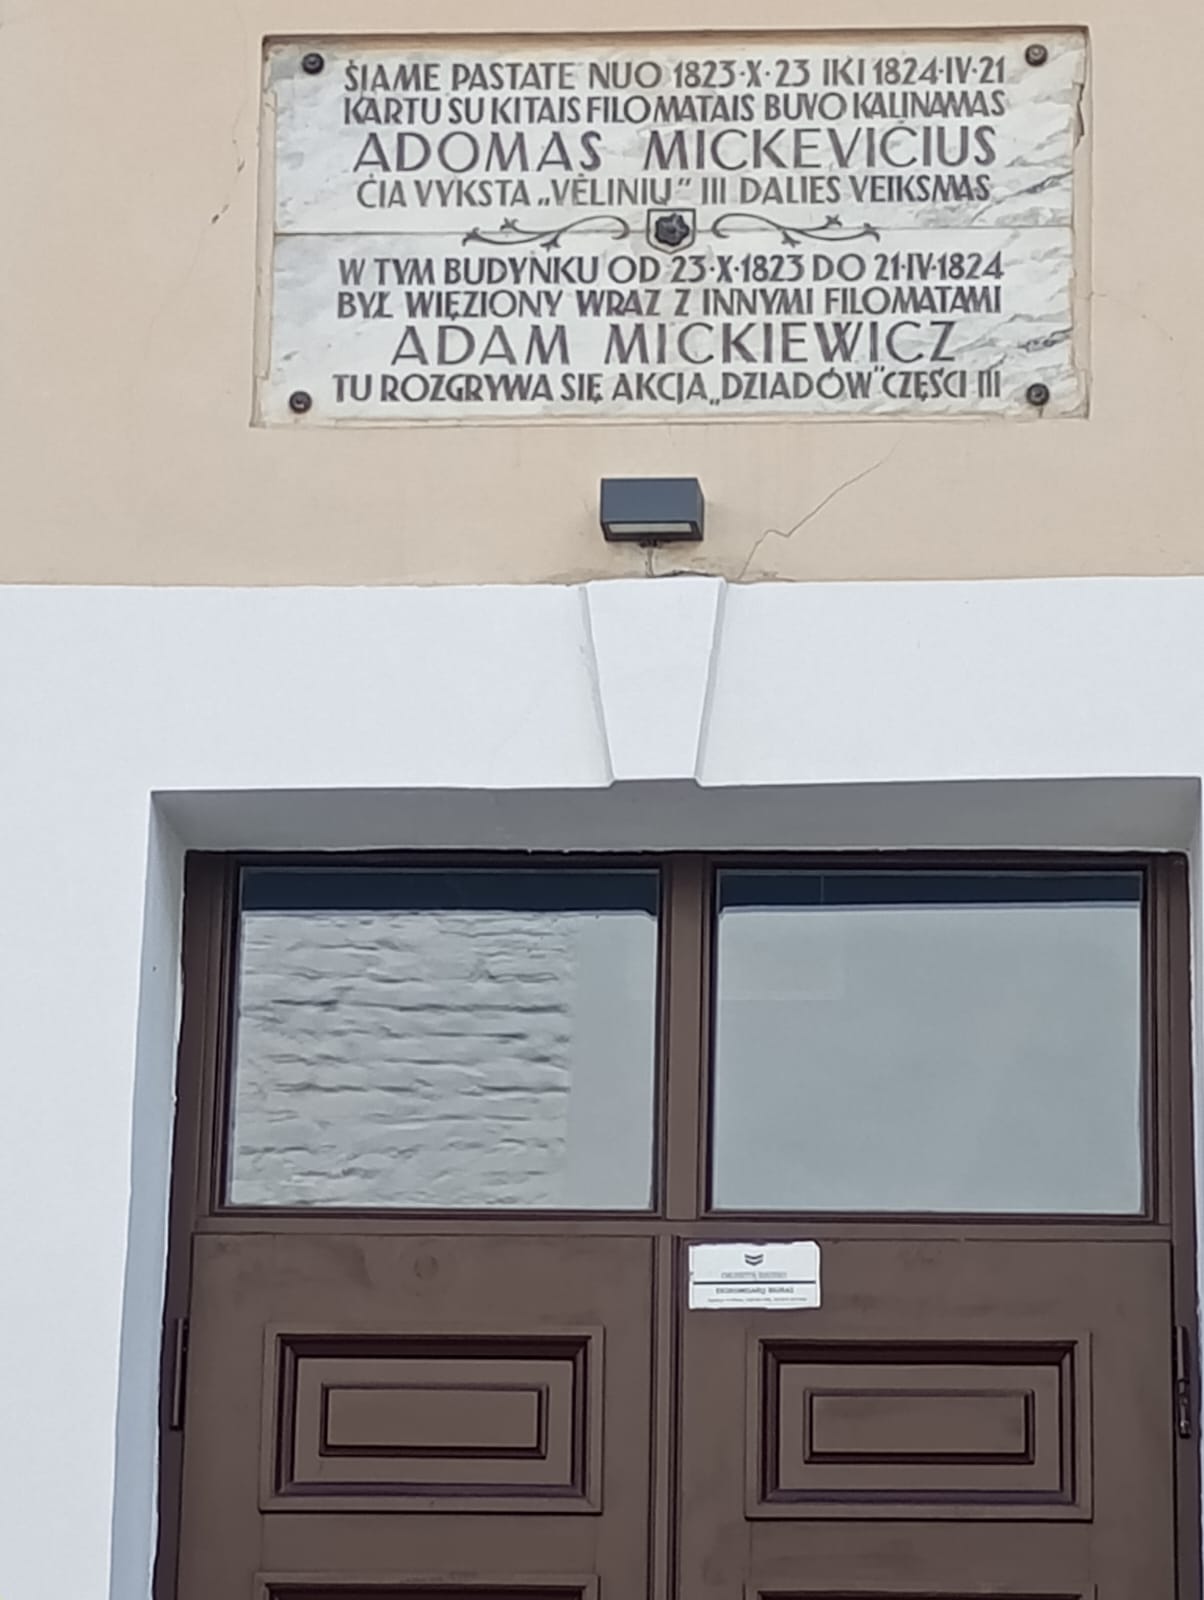 ŠIAME PASTATE NUO 1823·X·23 IKI 1824·IV·21
KARTU SU KITAIS FILOMATAIS BUVO KALINAMAS
ADOMAS MICKEVIČIUS
ČIA VYKSTA „VĖLINIŲ” III DALIES VEIKSMAS
W TYM BUDYNKU OD 23·X·1823 DO 21·IV·1824
BYŁ WIĘZIONY WRAZ Z INNYMI FILOMATAMI
ADAM MICKIEWICZ
TU ROZGRYWA SIĘ AKCJA „DZIADÓW” CZĘŚCI III